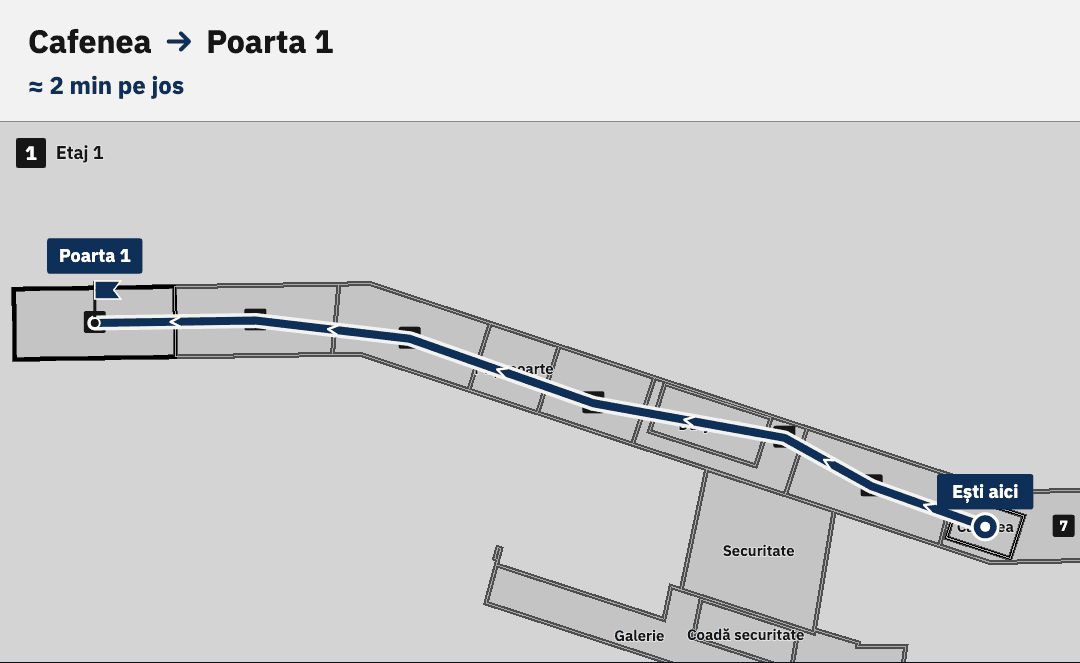 Cafenea → Poarta 1
≈ 2 min pe jos
1 Etaj 1
Poarta 1
Ești aici
7
Securitate
Galerie
Coadă securitate